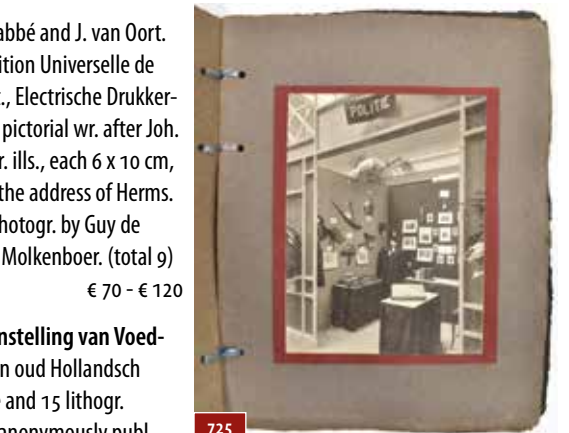 abbé and J. van Oort.
ition Universelle de
., Electrische Drukker-
pictorial wr. after Joh.
r. ills., each 6 x 10 cm,
the address of Herms.
hotogr. by Guy de
Molkenboer. (total 9)
€ 70 - € 120
nstelling van Voed-
n oud Hollandsch
e and 15 lithogr.
anonymously publ.
POLITIE
725